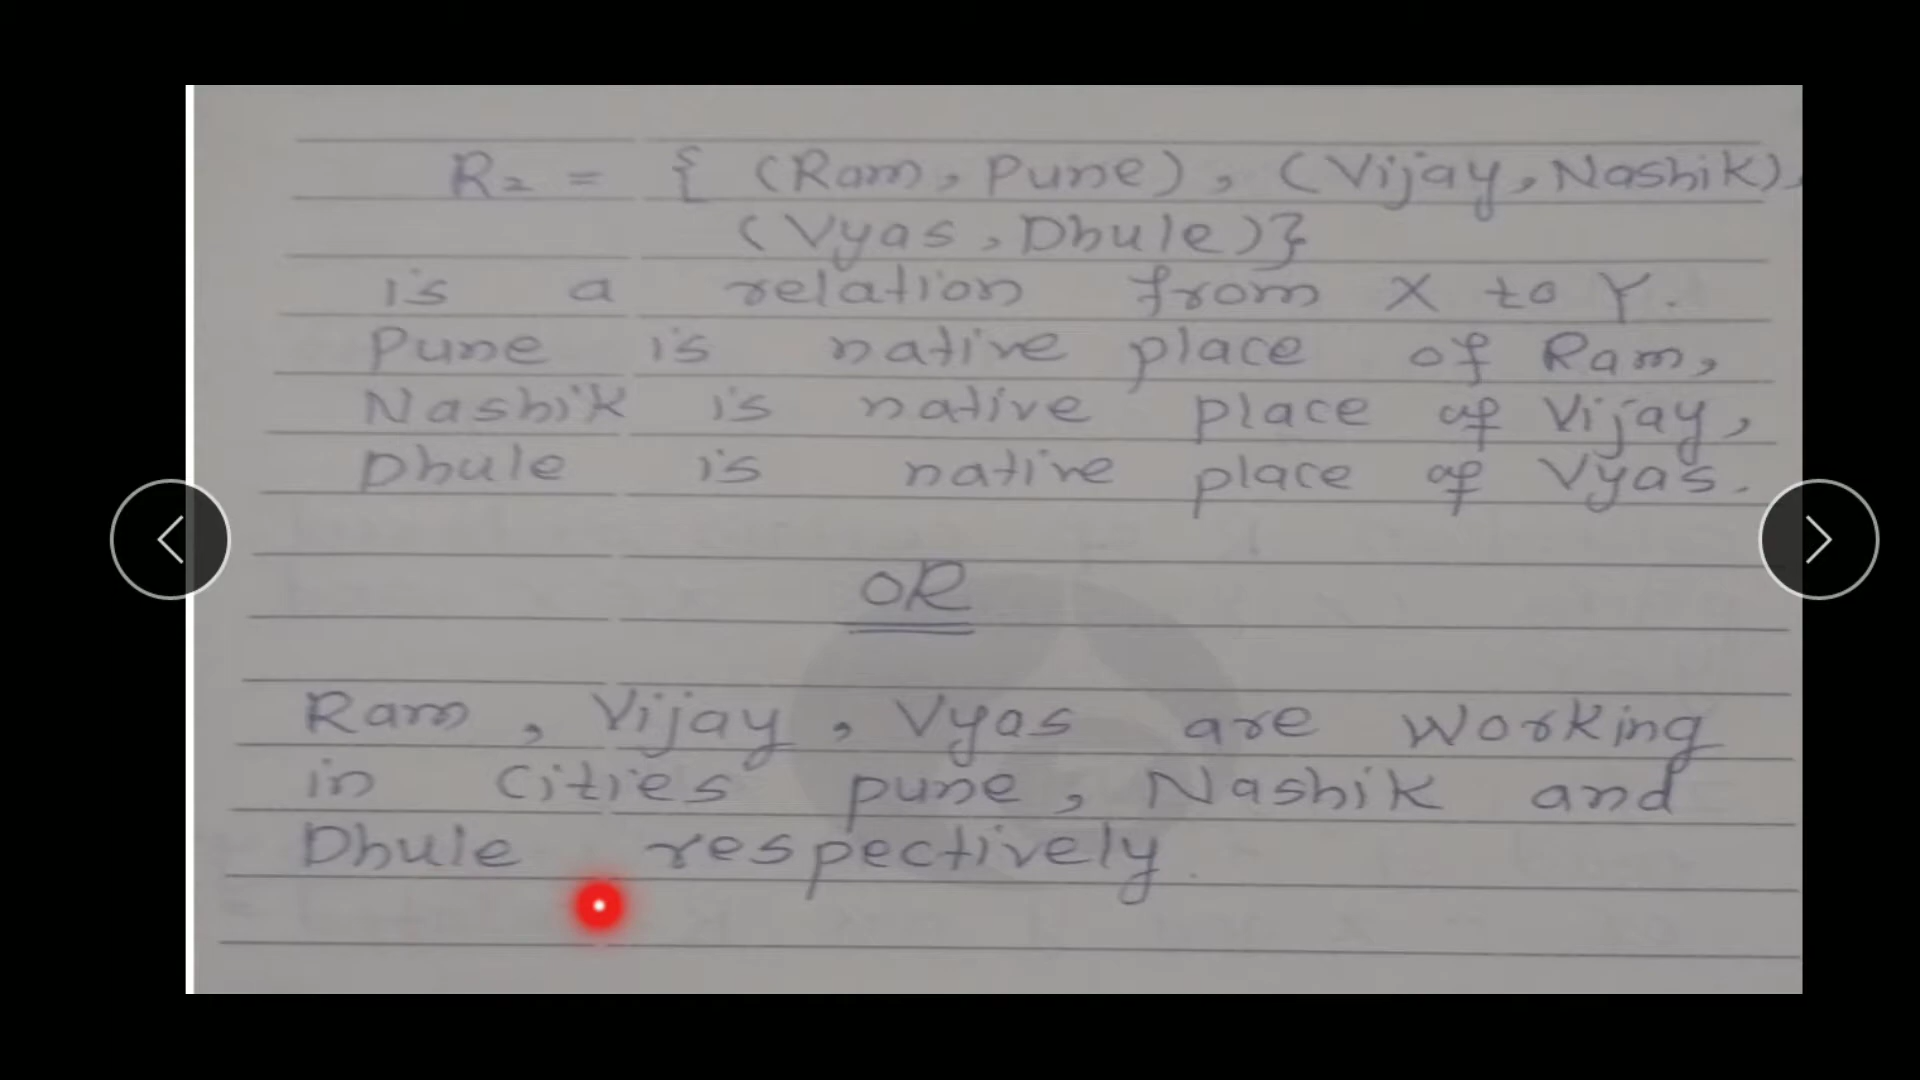 R₂ = { (Ram, Pune), (Vijay, Nashik),
(Vyas, Dhule)}
is a relation from X to Y.
Pune is native place of Ram,
Nashik is native place of Vijay,
Dhule is native place of Vyas.
OR
Ram, Vijay, Vyas are Working
in Cities pune, Nashik and
Dhule respectively.